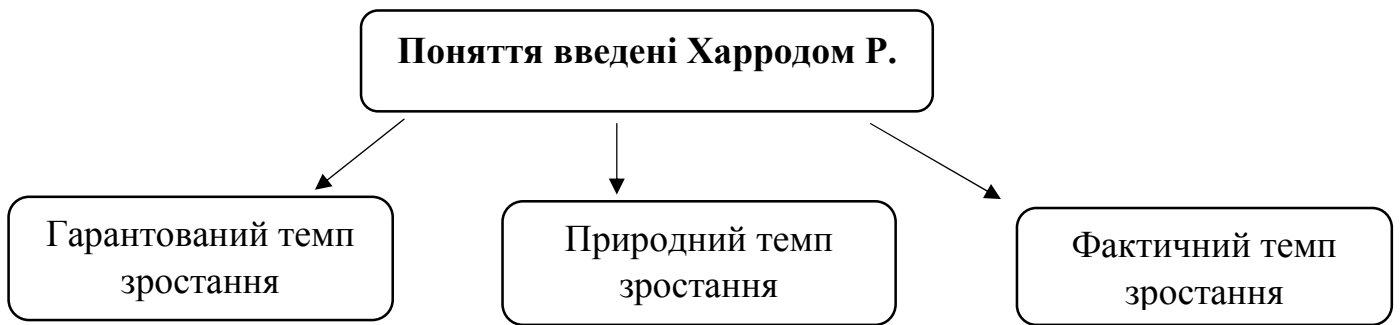 Поняття введені Харродом Р.
Гарантований темп
зростання
Природний темп
зростання
Фактичний темп
зростання